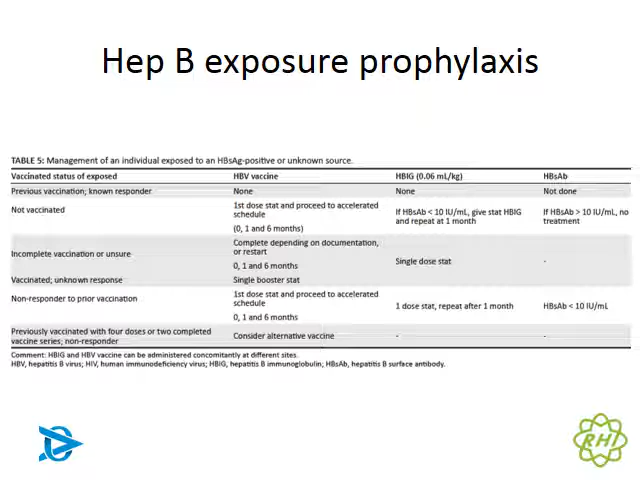 Hep B exposure prophylaxis
TABLE 5: Management of an individual exposed to an HBsAg-positive or unknown source.
Vaccinated status of exposed HBV vaccine HBIG (0.06 mL/kg) HBsAb
Previous vaccination; known responder None None Not done
Not vaccinated
1st dose stat and proceed to accelerated
schedule
(0, 1 and 6 months)
If HBsAb < 10 IU/mL, give stat HBIG
and repeat at 1 month
If HBsAb > 10 IU/mL, no
treatment
Incomplete vaccination or unsure
Complete depending on documentation,
or restart
0, 1 and 6 months
Single dose stat
-
Vaccinated; unknown response Single booster stat
Non-responder to prior vaccination
1st dose stat and proceed to accelerated
schedule
0, 1 and 6 months
1 dose stat, repeat after 1 month
HBsAb < 10 IU/mL
Previously vaccinated with four doses or two completed
vaccine series; non-responder
Consider alternative vaccine - -
Comment: HBIG and HBV vaccine can be administered concomitantly at different sites.
HBV, hepatitis B virus; HIV, human immunodeficiency virus; HBIG, hepatitis B immunoglobulin; HBsAb, hepatitis B surface antibody.
RHI